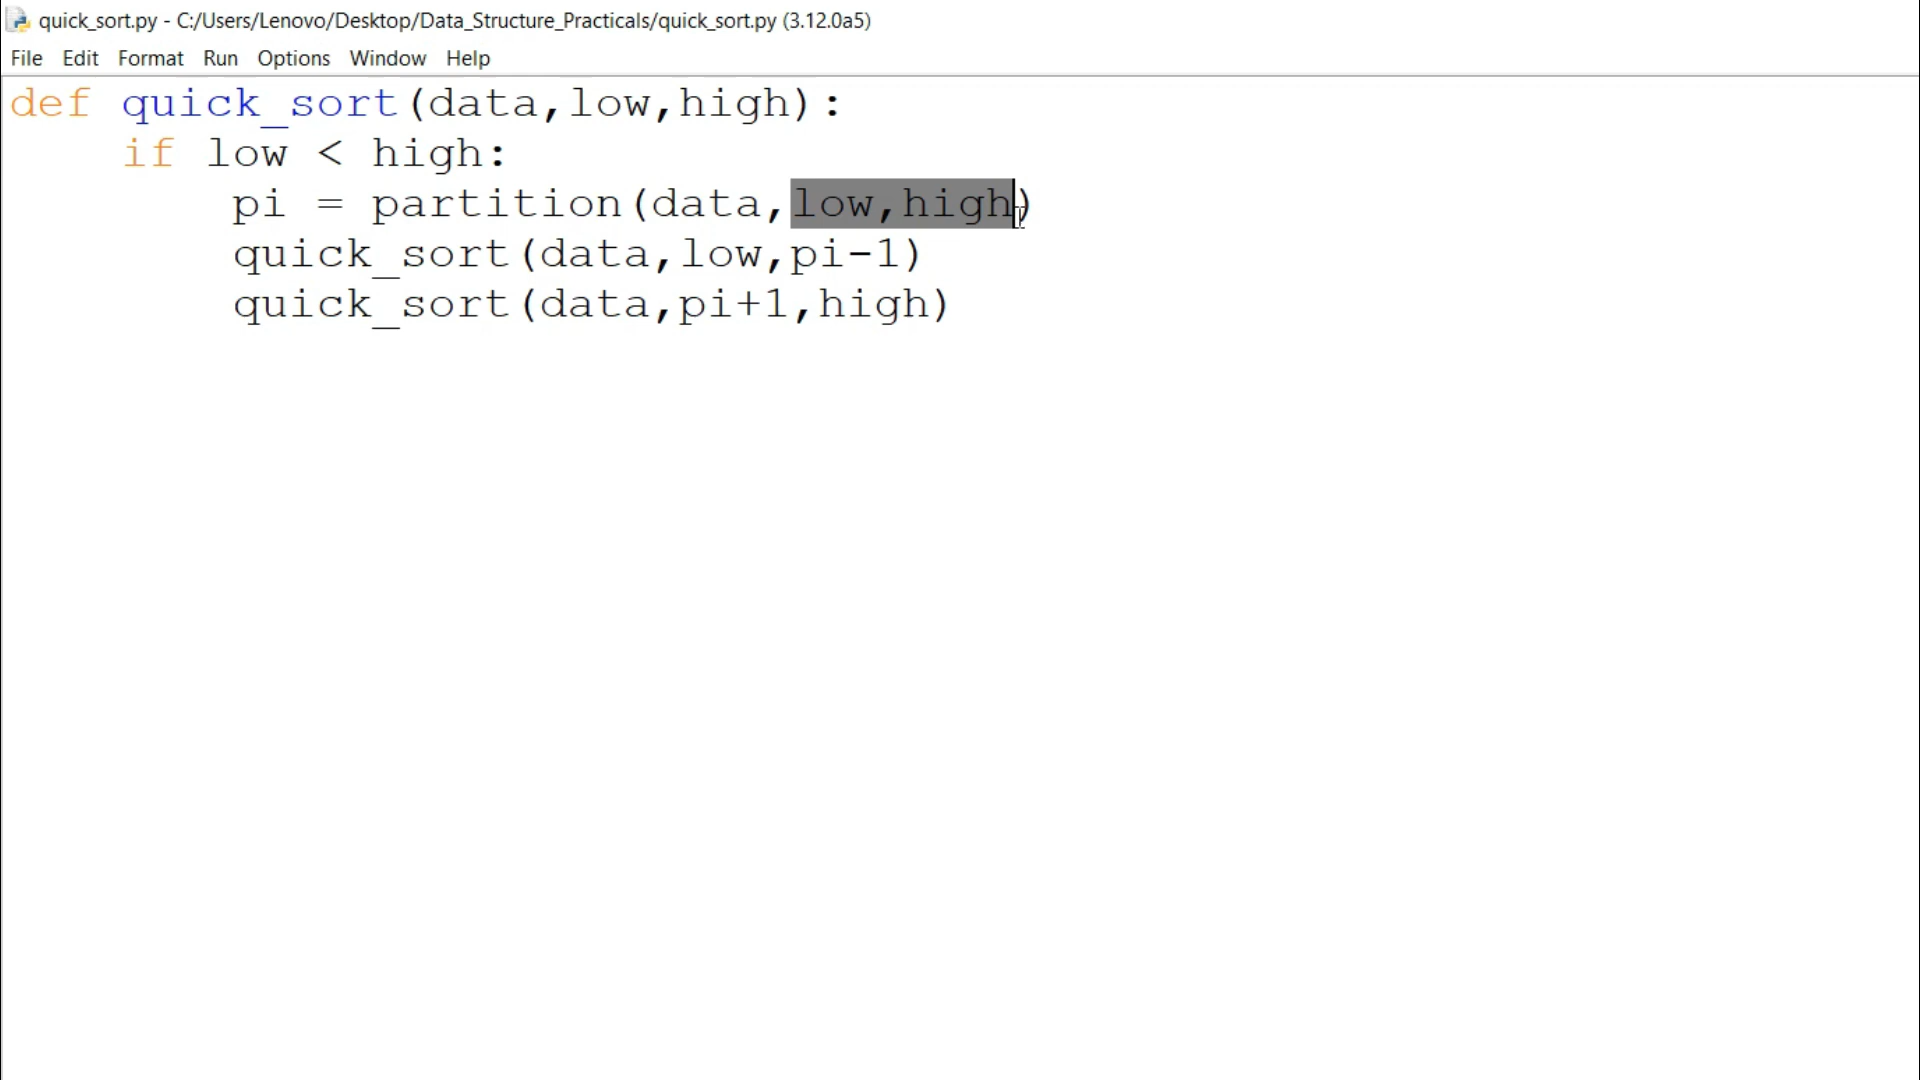 quick_sort.py - C:/Users/Lenovo/Desktop/Data_Structure_Practicals/quick_sort.py (3.12.0a5)
File Edit Format Run Options Window Help
def quick_sort(data,low,high):
    if low < high:
        pi = partition(data,low,high)
        quick_sort(data,low,pi-1)
        quick_sort(data,pi+1,high)